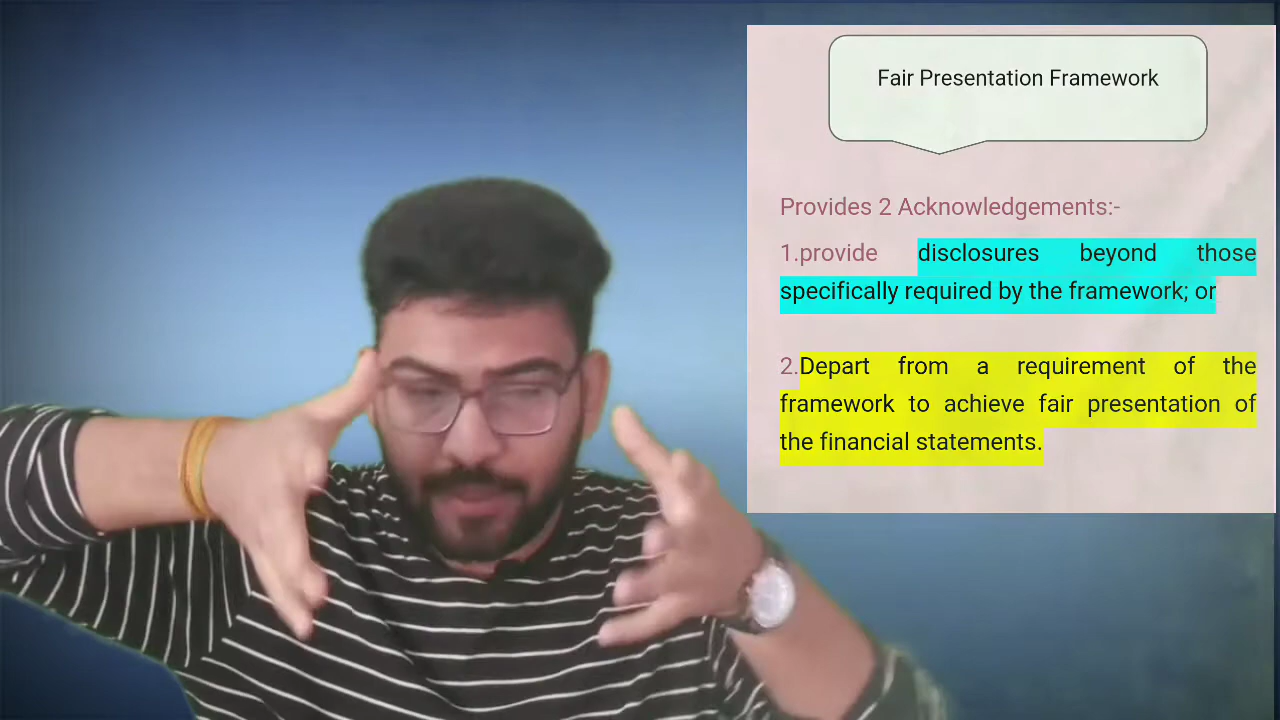 Fair Presentation Framework
Provides 2 Acknowledgements:-
1.provide disclosures beyond those
specifically required by the framework; or
2.Depart from a requirement of the
framework to achieve fair presentation of
the financial statements.